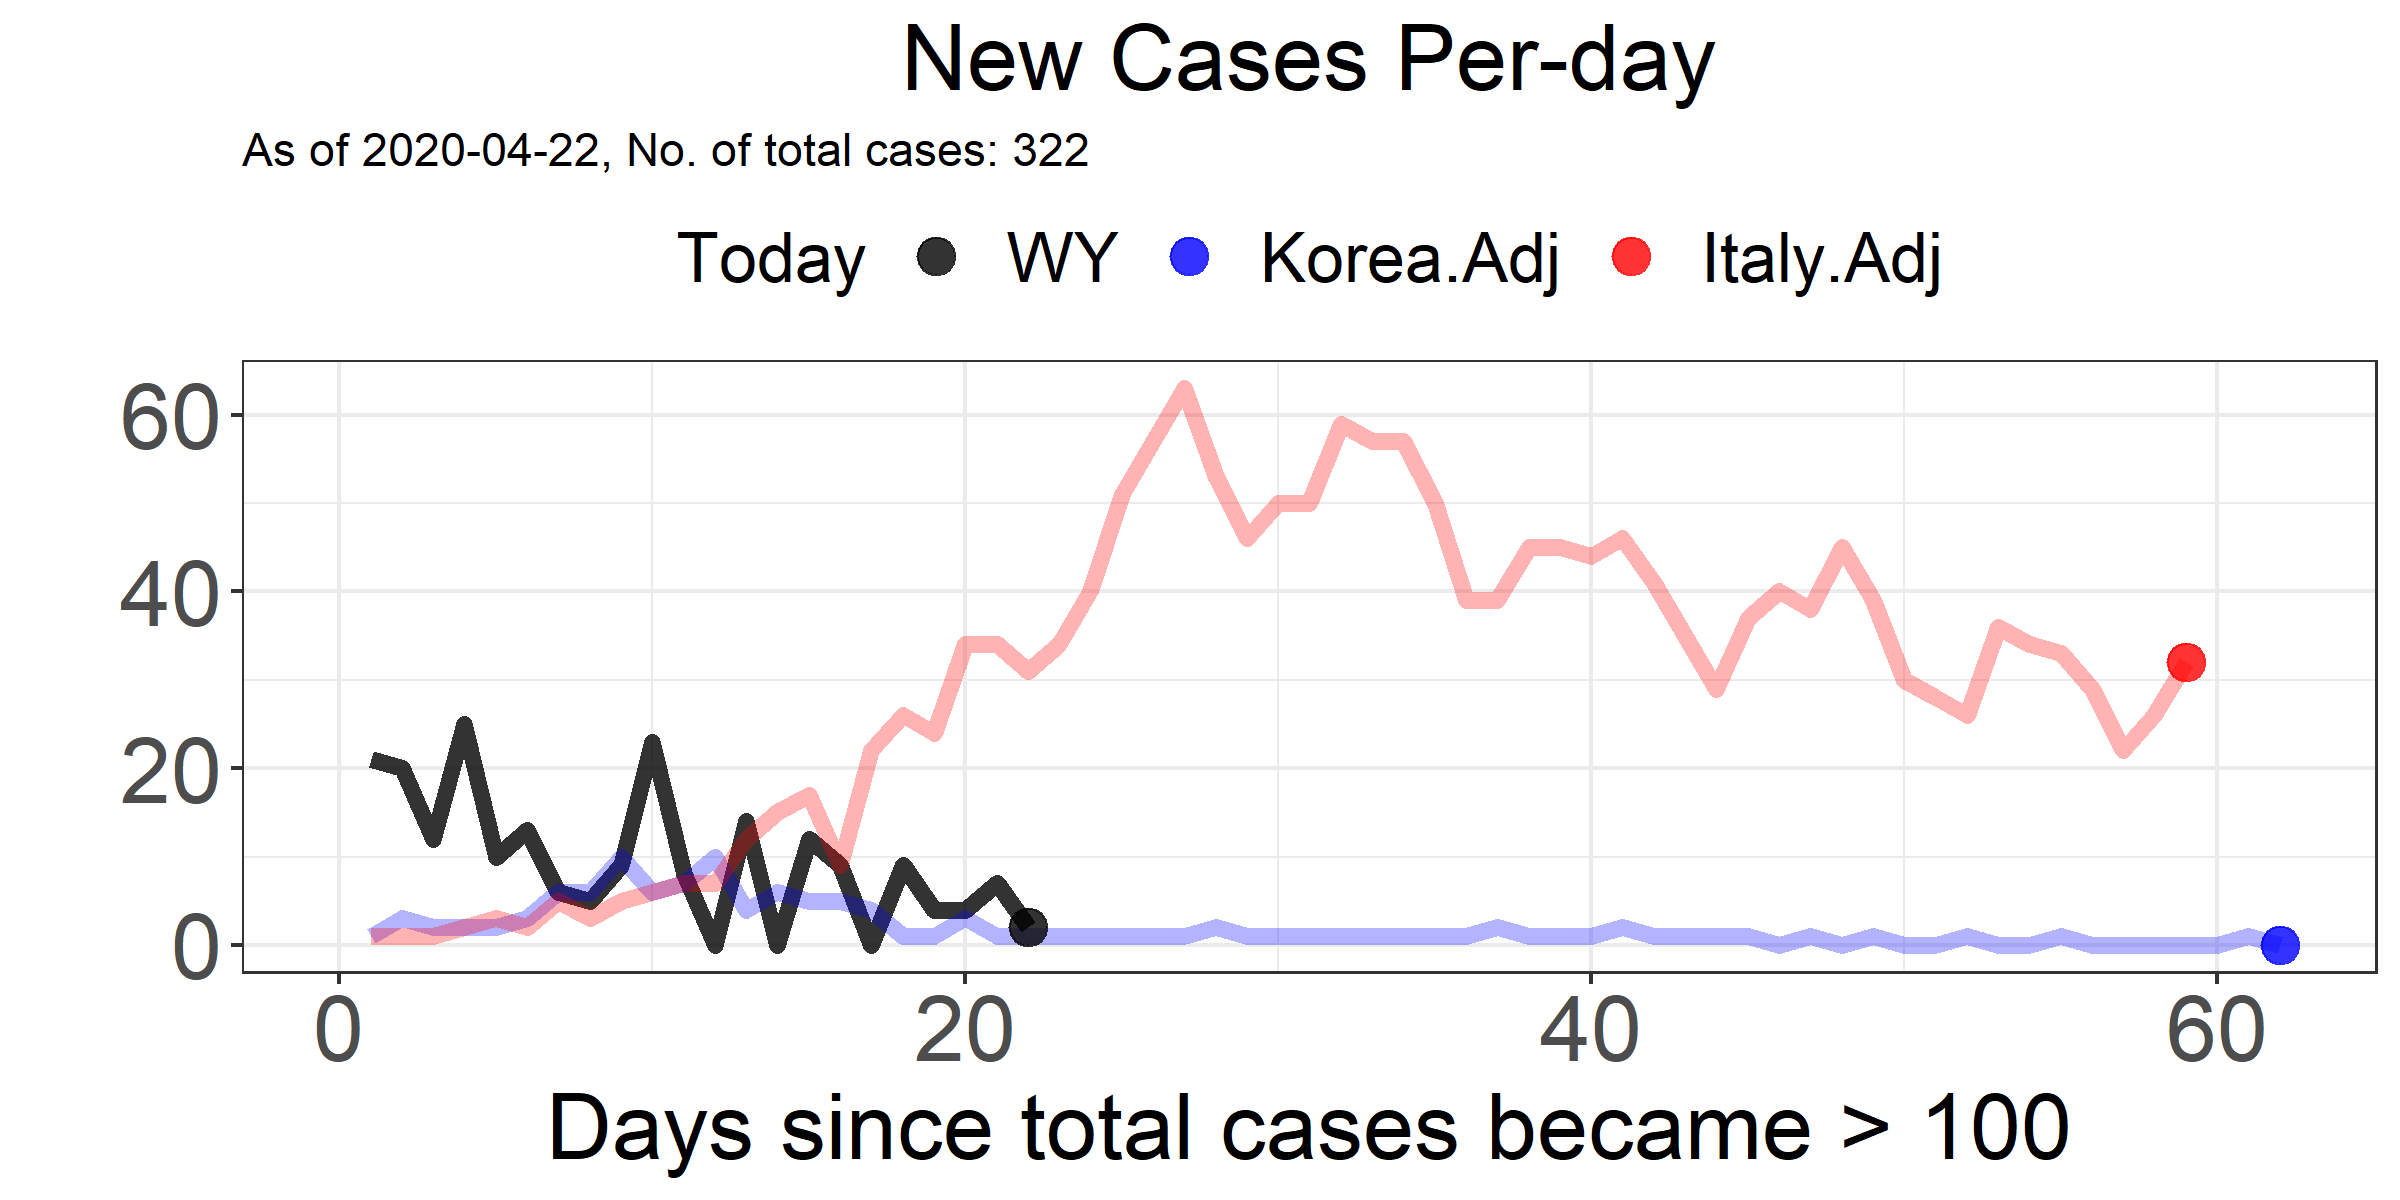 New Cases Per-day
As of 2020-04-22, No. of total cases: 322
Today WY Korea.Adj Italy.Adj
60
40
20
0
0 20 40 60
Days since total cases became > 100